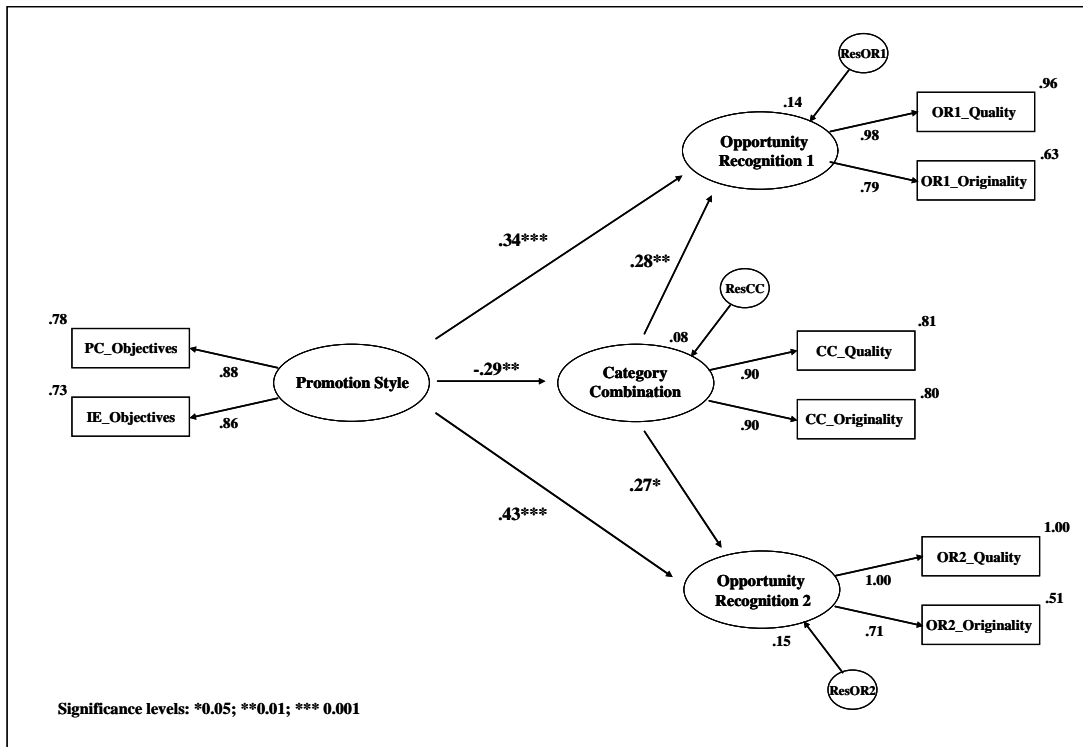 ResOR1
.96
.14
OR1_Quality
.98
Opportunity
Recognition 1
.63
OR1_Originality
.79
.34***
.28**
ResCC
.78
.08
.81
PC_Objectives
CC_Quality
.88
.90
Promotion Style
-.29**
Category
Combination
.73
.80
IE_Objectives
CC_Originality
.86
.90
.27*
.43***
1.00
OR2_Quality
1.00
Opportunity
Recognition 2
.51
OR2_Originality
.71
.15
ResOR2
Significance levels: *0.05; **0.01; *** 0.001